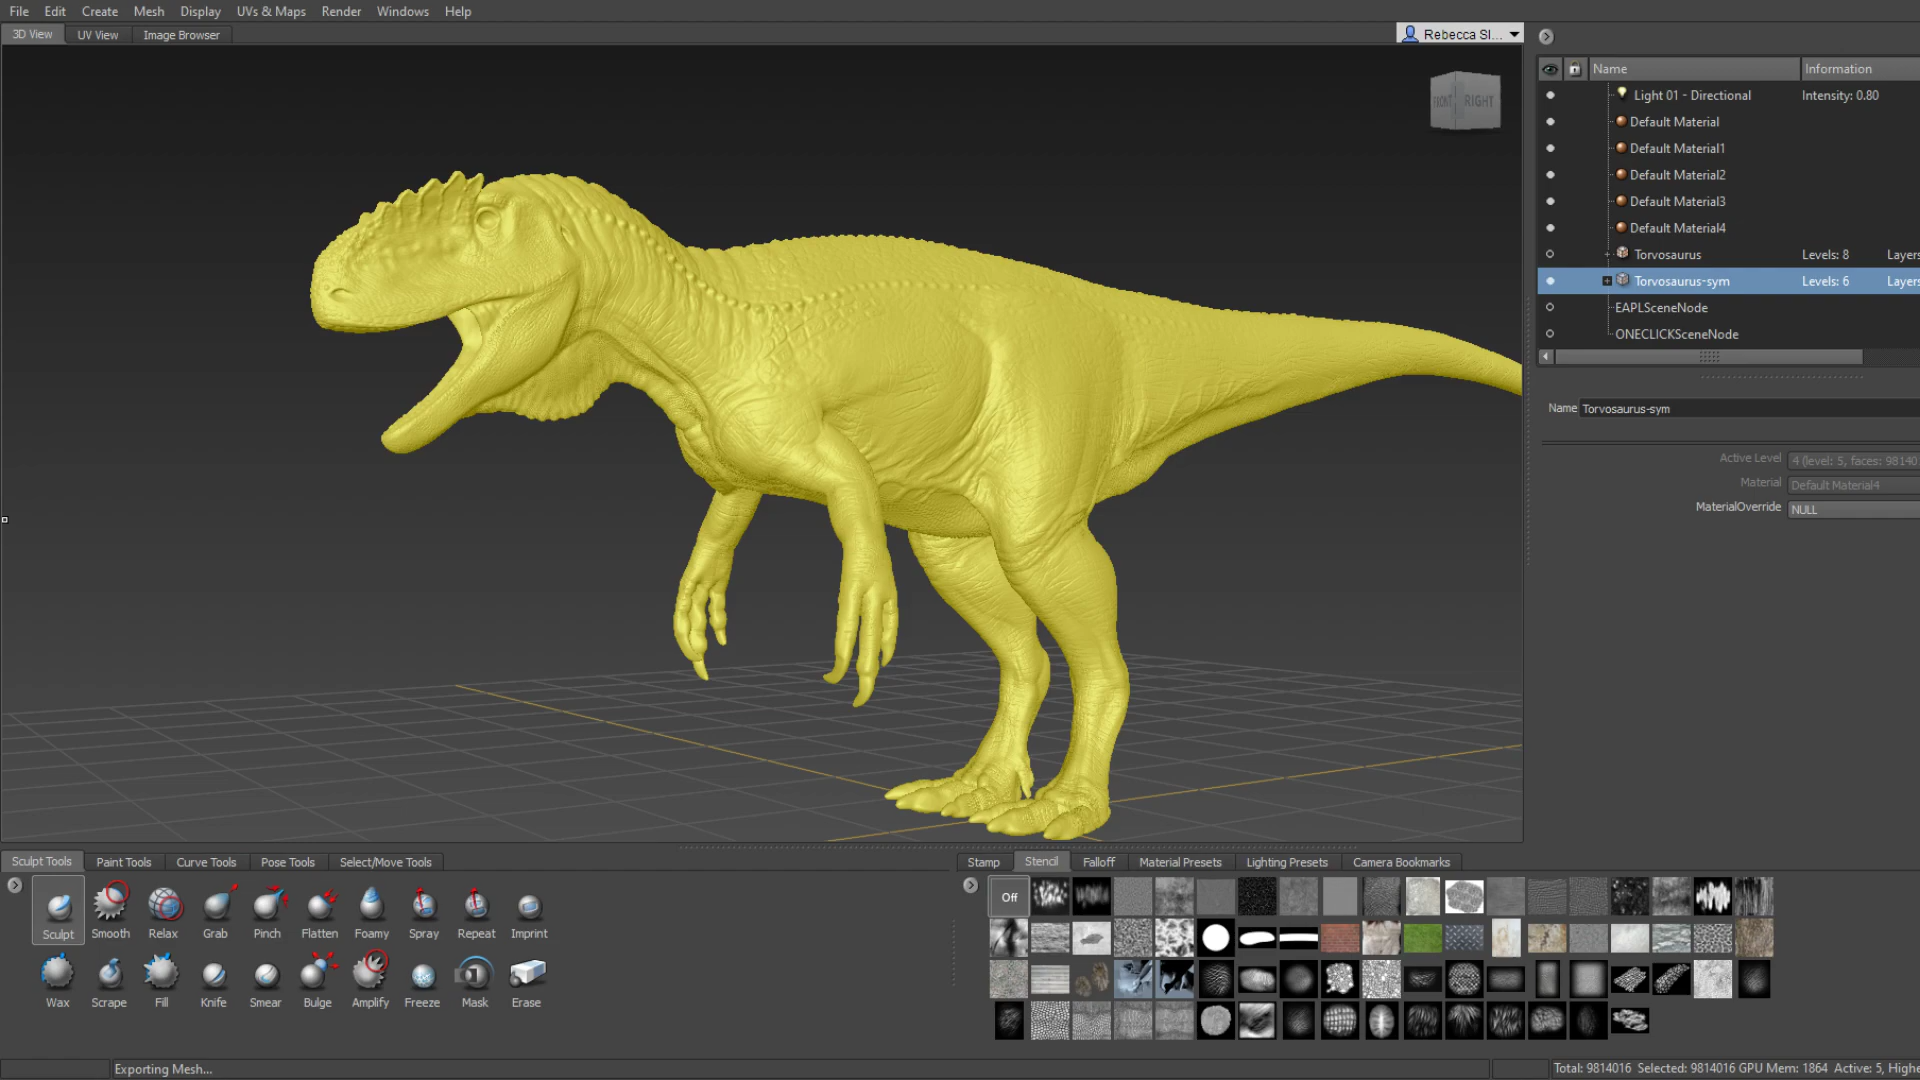 File Edit Create Mesh Display UVs & Maps Render Windows Help
3D View UV View Image Browser
Rebecca Sl...
FRONT RIGHT
Name Information
Light 01 - Directional Intensity: 0.80
Default Material
Default Material1
Default Material2
Default Material3
Default Material4
Torvosaurus Levels: 8 Layers
Torvosaurus-sym Levels: 6 Layers
EAPLSceneNode
ONECLICKSceneNode
Name Torvosaurus-sym
Active Level 4 (level: 5, faces: 98140
Material Default Material4
MaterialOverride NULL
Sculpt Tools Paint Tools Curve Tools Pose Tools Select/Move Tools
Sculpt Smooth Relax Grab Pinch Flatten Foamy Spray Repeat Imprint
Wax Scrape Fill Knife Smear Bulge Amplify Freeze Mask Erase
Stamp Stencil Falloff Material Presets Lighting Presets Camera Bookmarks
Off
Exporting Mesh...
Total: 9814016 Selected: 9814016 GPU Mem: 1864 Active: 5, Highe